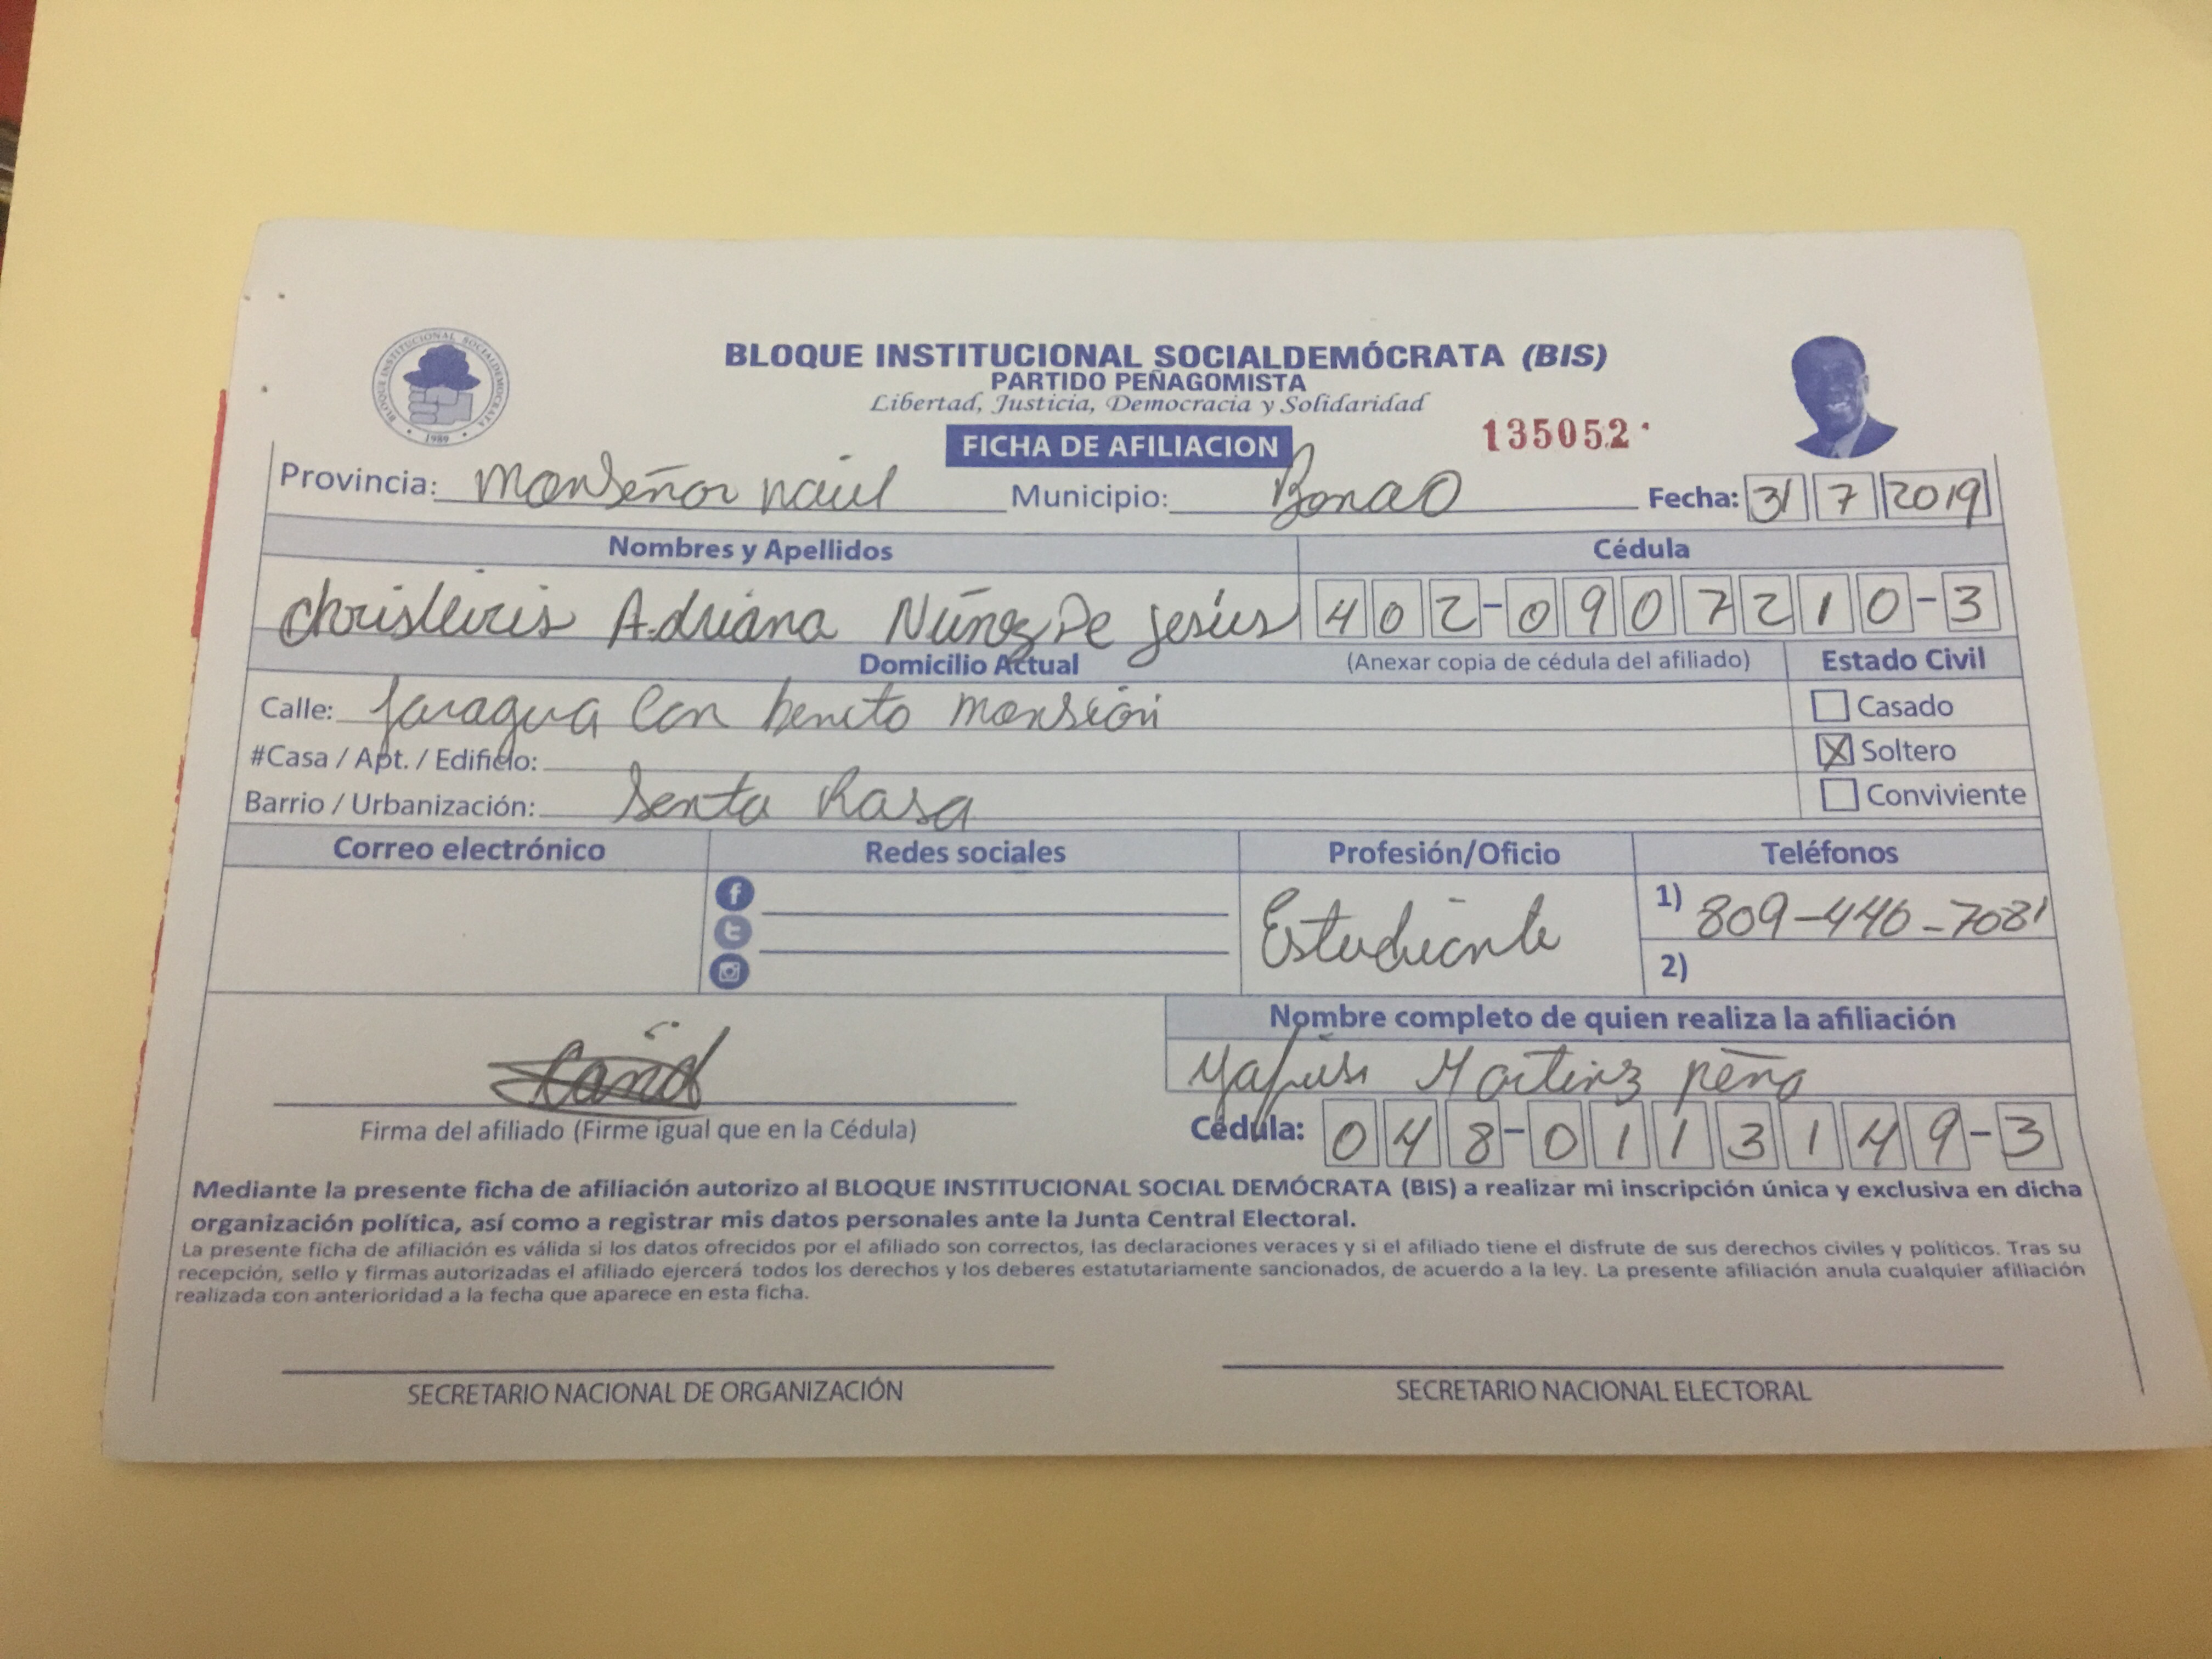 BLOQUE INSTITUCIONAL SOCIALDEMOCRATA
1989
BLOQUE INSTITUCIONAL SOCIALDEMÓCRATA (BIS)
PARTIDO PEÑAGOMISTA
Libertad, Justicia, Democracia y Solidaridad
135052
FICHA DE AFILIACION
Provincia: Monseñor nouel Municipio: Bonao Fecha: 31 7 2019
Nombres y Apellidos Cédula
Adriana Núñez De Jesús 402-0907210-3
Domicilio Actual (Anexar copia de cédula del afiliado) Estado Civil
Calle: Jaragua con benito monsión Casado
#Casa / Apt. / Edificio: X Soltero
Barrio / Urbanización: Santa Rosa Conviviente
Correo electrónico Redes sociales Profesión/Oficio Teléfonos
f Estudiante 1) 809-440-7081
2)
Nombre completo de quien realiza la afiliación
peña
Firma del afiliado (Firme igual que en la Cédula) Cédula: 048-0113149-3
Mediante la presente ficha de afiliación autorizo al BLOQUE INSTITUCIONAL SOCIAL DEMÓCRATA (BIS) a realizar mi inscripción única y exclusiva en dicha
organización política, así como a registrar mis datos personales ante la Junta Central Electoral.
La presente ficha de afiliación es válida si los datos ofrecidos por el afiliado son correctos, las declaraciones veraces y si el afiliado tiene el disfrute de sus derechos civiles y políticos. Tras su
recepción, sello y firmas autorizadas el afiliado ejercerá todos los derechos y los deberes estatutariamente sancionados, de acuerdo a la ley. La presente afiliación anula cualquier afiliación
realizada con anterioridad a la fecha que aparece en esta ficha.
SECRETARIO NACIONAL DE ORGANIZACIÓN SECRETARIO NACIONAL ELECTORAL